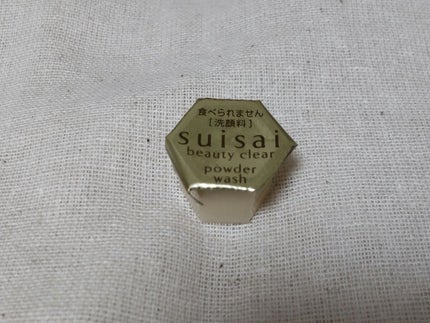 食べられません
[洗顔料]
suisai
beauty clear
powder
wash